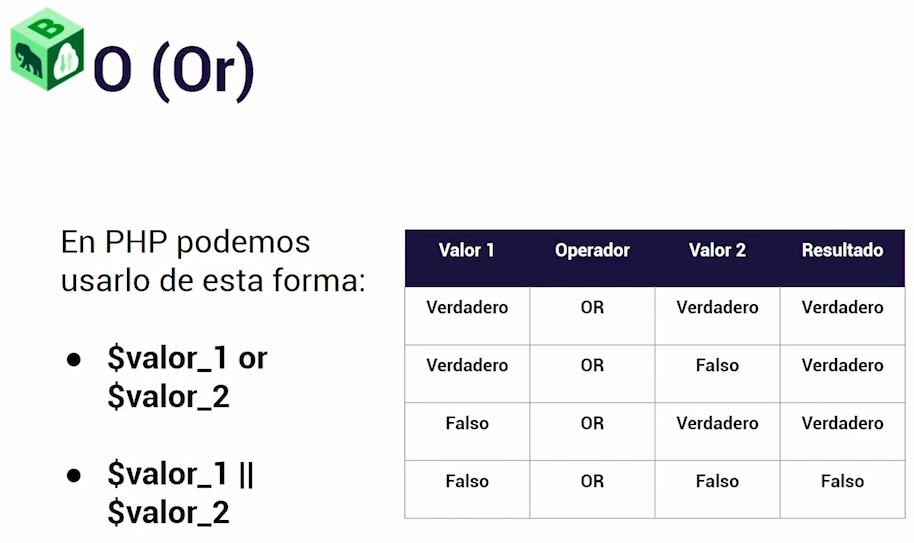 B
O (Or)
En PHP podemos
usarlo de esta forma:
● $valor_1 or
$valor_2
● $valor_1 ||
$valor_2
Valor 1 Operador Valor 2 Resultado
Verdadero OR Verdadero Verdadero
Verdadero OR Falso Verdadero
Falso OR Verdadero Verdadero
Falso OR Falso Falso